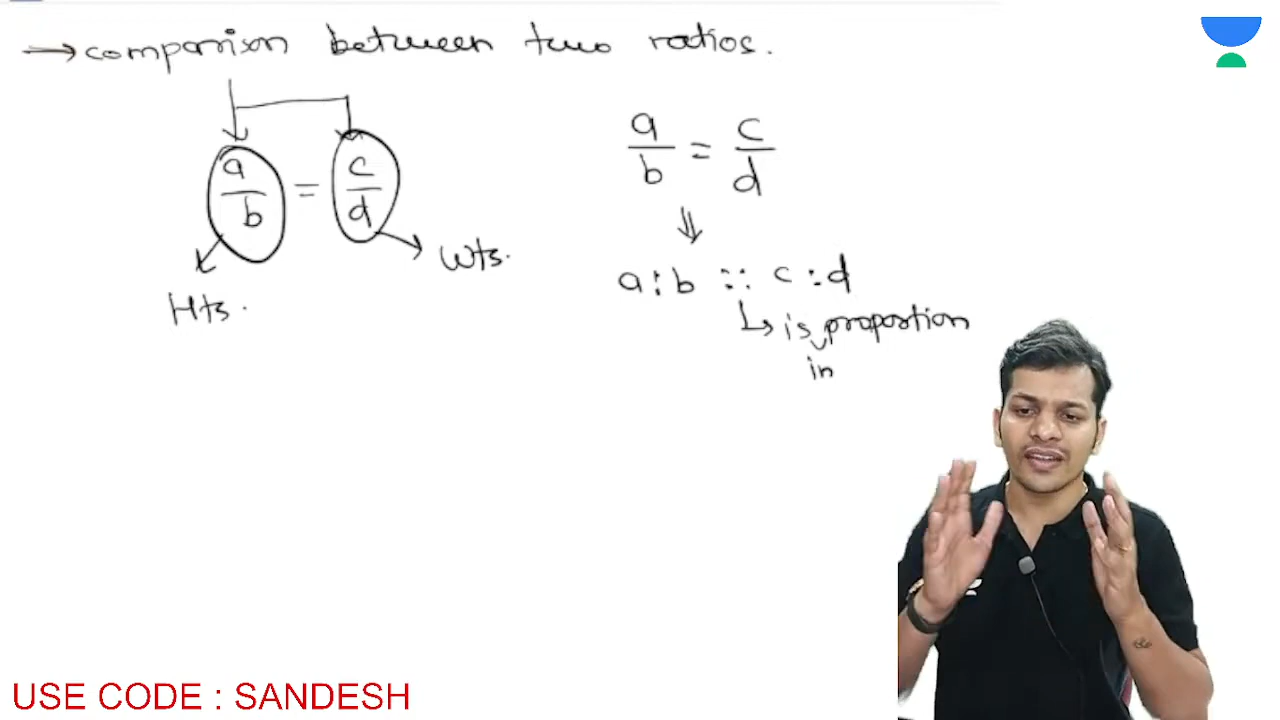 → comparison between two ratios.
a/b = c/d
Hts.
Wts.
a/b = c/d
⇓
a : b :: c : d
↳ is proportion
in
USE CODE : SANDESH